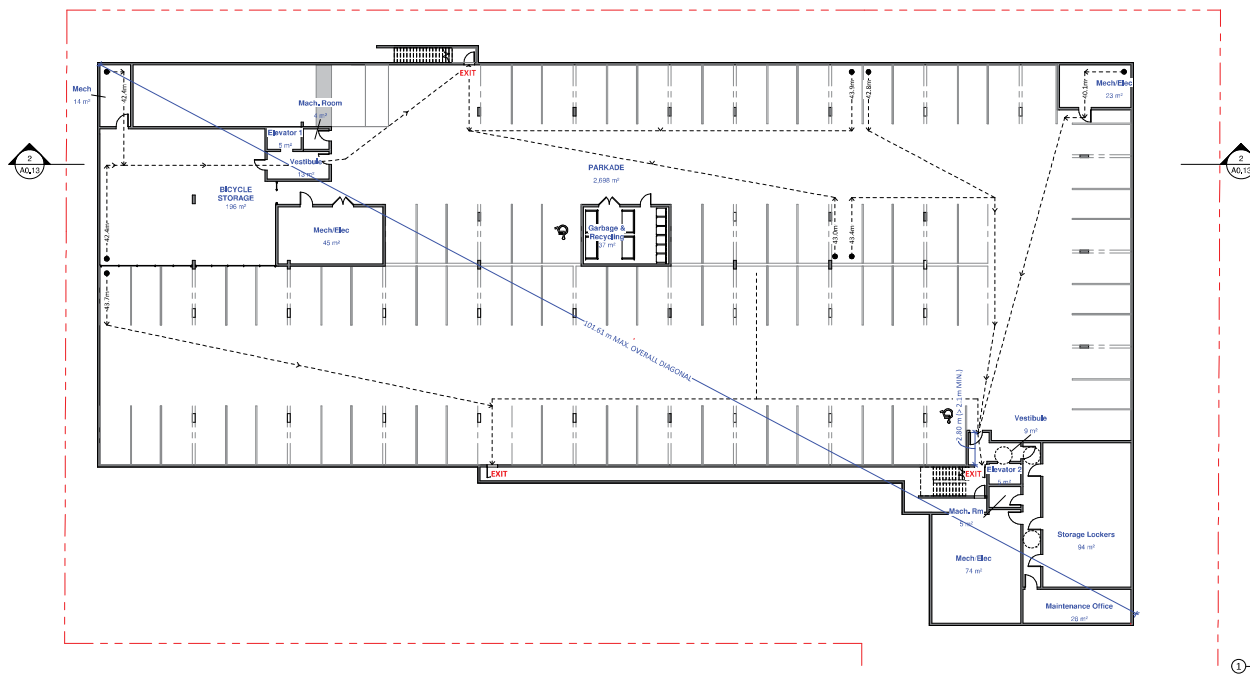 EXIT
Mech
14 m²
42.4m
Mach. Room
4 m²
43.9m
42.8m
40.1m
Mech/Elec
23 m²
Elevator 1
5 m²
2
A0.13
2
A0.13
Vestibule
13 m²
PARKADE
2,698 m²
BICYCLE
STORAGE
196 m²
42.4m
Mech/Elec
45 m²
Garbage &
Recycling
37 m²
43.0m
43.4m
43.7m
101.61 m MAX. OVERALL DIAGONAL
2.80 m (> 2.1 m MIN.)
Vestibule
9 m²
EXIT
EXIT
Elevator 2
5 m²
Mach. Rm
5 m²
Storage Lockers
94 m²
Mech/Elec
74 m²
Maintenance Office
28 m²
1